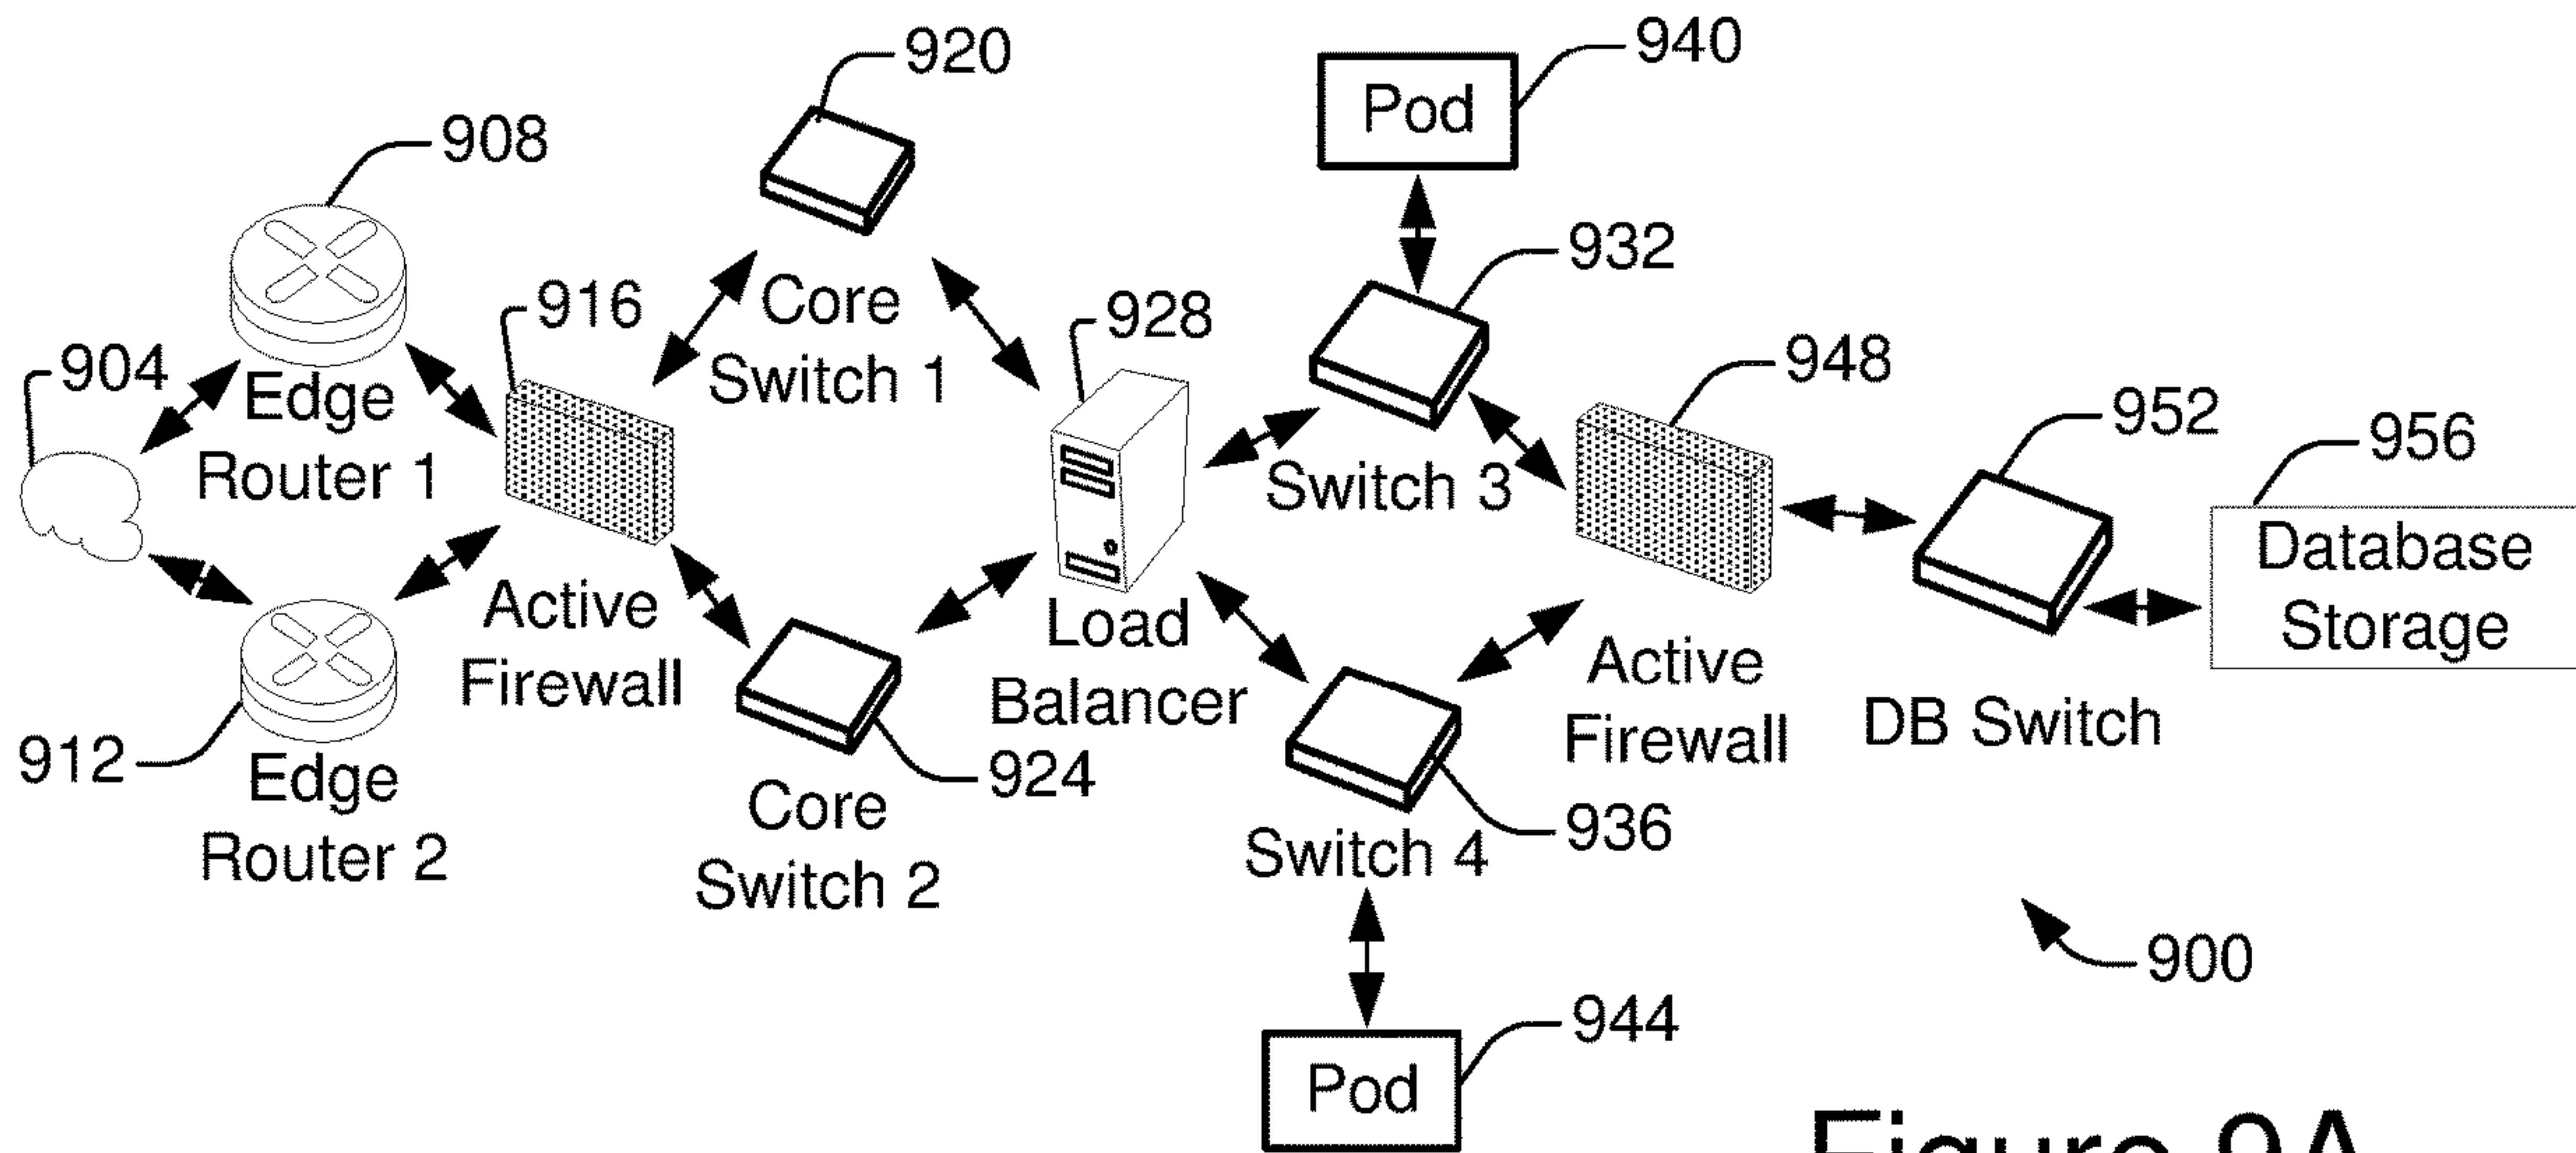 920
940
Pod
908
932
916
Core
Switch 1
928
948
904
Edge
Router 1
952
956
Switch 3
Database
Storage
Active
Firewall
Load
Balancer
Active
Firewall
DB Switch
912
Edge
Router 2
924
Core
Switch 2
936
Switch 4
900
944
Pod
Figure 9A